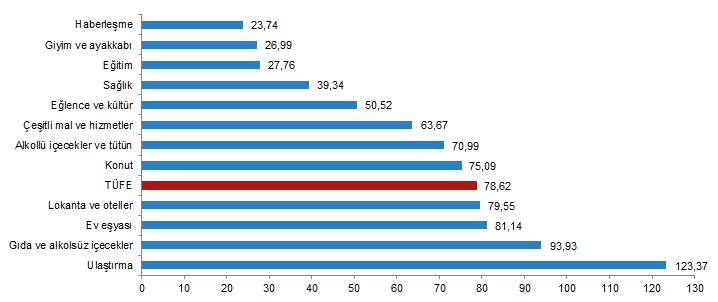 Haberleşme 23,74
Giyim ve ayakkabı 26,99
Eğitim 27,76
Sağlık 39,34
Eğlence ve kültür 50,52
Çeşitli mal ve hizmetler 63,67
Alkollü içecekler ve tütün 70,99
Konut 75,09
TÜFE 78,62
Lokanta ve oteller 79,55
Ev eşyası 81,14
Gıda ve alkolsüz içecekler 93,93
Ulaştırma 123,37
0 10 20 30 40 50 60 70 80 90 100 110 120 130